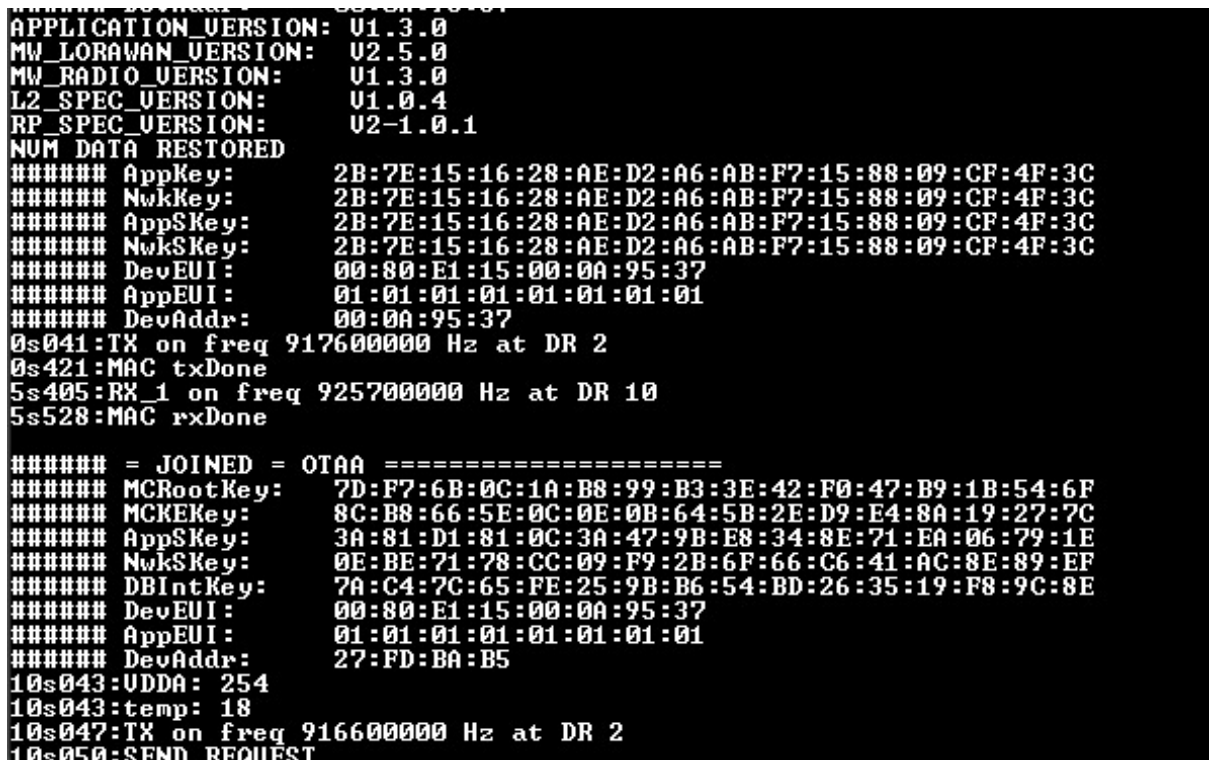 APPLICATION_VERSION: V1.3.0
MW_LORAWAN_VERSION: V2.5.0
MW_RADIO_VERSION: V1.3.0
L2_SPEC_VERSION: V1.0.4
RP_SPEC_VERSION: V2-1.0.1
NVM DATA RESTORED
###### AppKey: 2B:7E:15:16:28:AE:D2:A6:AB:F7:15:88:09:CF:4F:3C
###### NwkKey: 2B:7E:15:16:28:AE:D2:A6:AB:F7:15:88:09:CF:4F:3C
###### AppSKey: 2B:7E:15:16:28:AE:D2:A6:AB:F7:15:88:09:CF:4F:3C
###### NwkSKey: 2B:7E:15:16:28:AE:D2:A6:AB:F7:15:88:09:CF:4F:3C
###### DevEUI: 00:80:E1:15:00:0A:95:37
###### AppEUI: 01:01:01:01:01:01:01:01
###### DevAddr: 00:0A:95:37
0s041:TX on freq 917600000 Hz at DR 2
0s421:MAC txDone
5s405:RX_1 on freq 925700000 Hz at DR 10
5s528:MAC rxDone
###### = JOINED = OTAA =====================
###### MCRootKey: 7D:F7:6B:0C:1A:B8:99:B3:3E:42:F0:47:B9:1B:54:6F
###### MCKEKey: 8C:B8:66:5E:0C:0E:0B:64:5B:2E:D9:E4:8A:19:27:7C
###### AppSKey: 3A:81:D1:81:0C:3A:47:9B:E8:34:8E:71:EA:06:79:1E
###### NwkSKey: 0E:BE:71:78:CC:09:F9:2B:6F:66:C6:41:AC:8E:89:EF
###### DBIntKey: 7A:C4:7C:65:FE:25:9B:B6:54:BD:26:35:19:F8:9C:8E
###### DevEUI: 00:80:E1:15:00:0A:95:37
###### AppEUI: 01:01:01:01:01:01:01:01
###### DevAddr: 27:FD:BA:B5
10s043:VDDA: 254
10s043:temp: 18
10s047:TX on freq 916600000 Hz at DR 2
10s050:SEND REQUEST